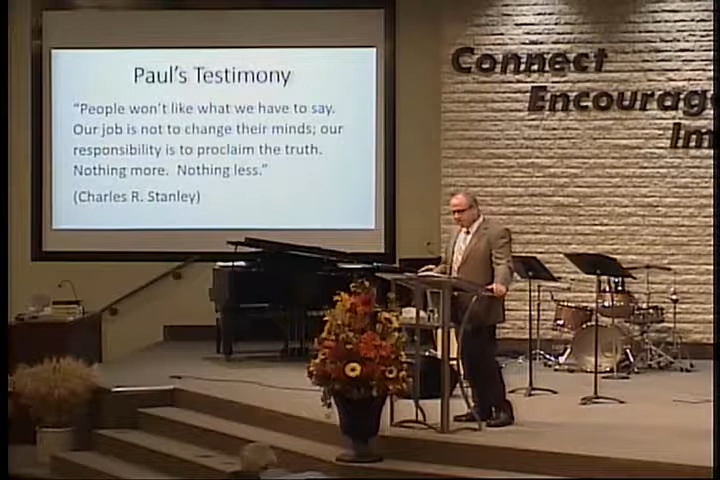 Paul's Testimony
"People won't like what we have to say.
Our job is not to change their minds; our
responsibility is to proclaim the truth.
Nothing more.  Nothing less."
(Charles R. Stanley)
Connect
Encourage
Im